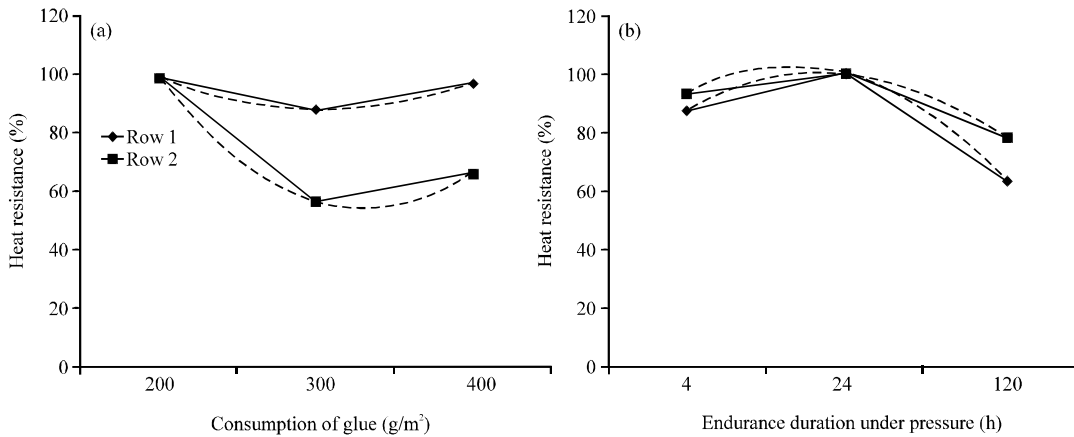 (a)
Heat resistance (%)
120
100
80
60
40
20
0
Row 1
Row 2
200 300 400
Consumption of glue (g/m²)
(b)
Heat resistance (%)
120
100
80
60
40
20
0
4 24 120
Endurance duration under pressure (h)